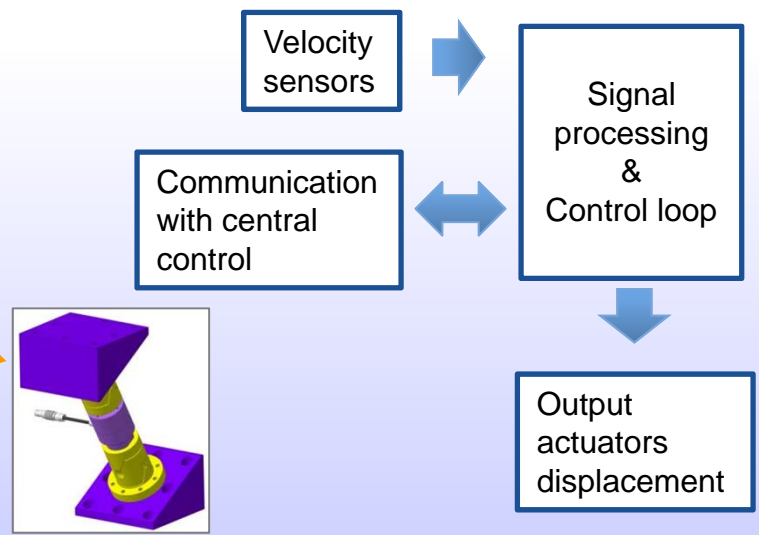 Velocity
sensors
Signal
processing
&
Control loop
Communication
with central
control
Output
actuators
displacement